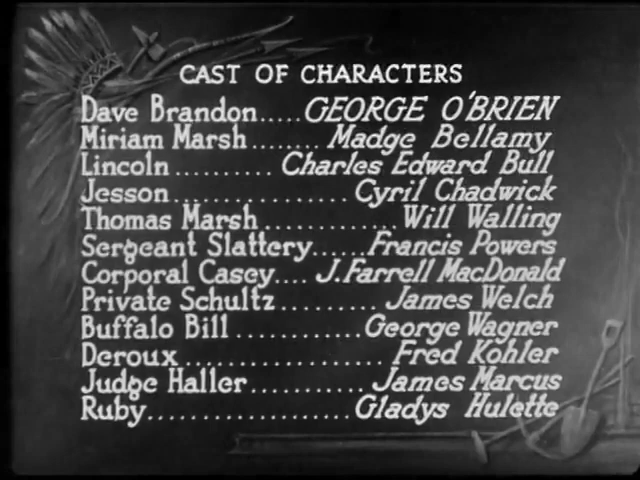 CAST OF CHARACTERS
Dave Brandon.....GEORGE O'BRIEN
Miriam Marsh........Madge Bellamy
Lincoln..........Charles Edward Bull
Jesson.................Cyril Chadwick
Thomas Marsh.............Will Walling
Sergeant Slattery......Francis Powers
Corporal Casey....J.Farrell MacDonald
Private Schultz..........James Welch
Buffalo Bill.............George Wagner
Deroux....................Fred Kohler
Judge Haller............James Marcus
Ruby....................Gladys Hulette